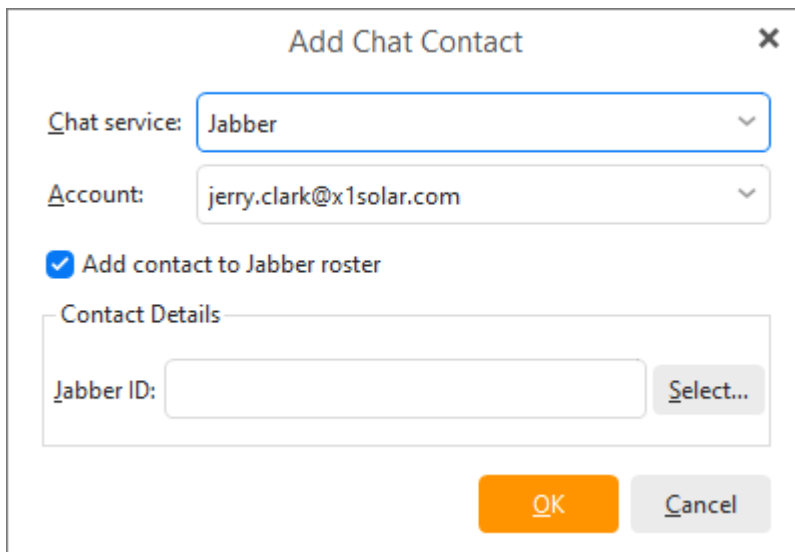 Add Chat Contact
Chat service: Jabber
Account: jerry.clark@x1solar.com
Add contact to Jabber roster
Contact Details
Jabber ID: Select...
OK Cancel